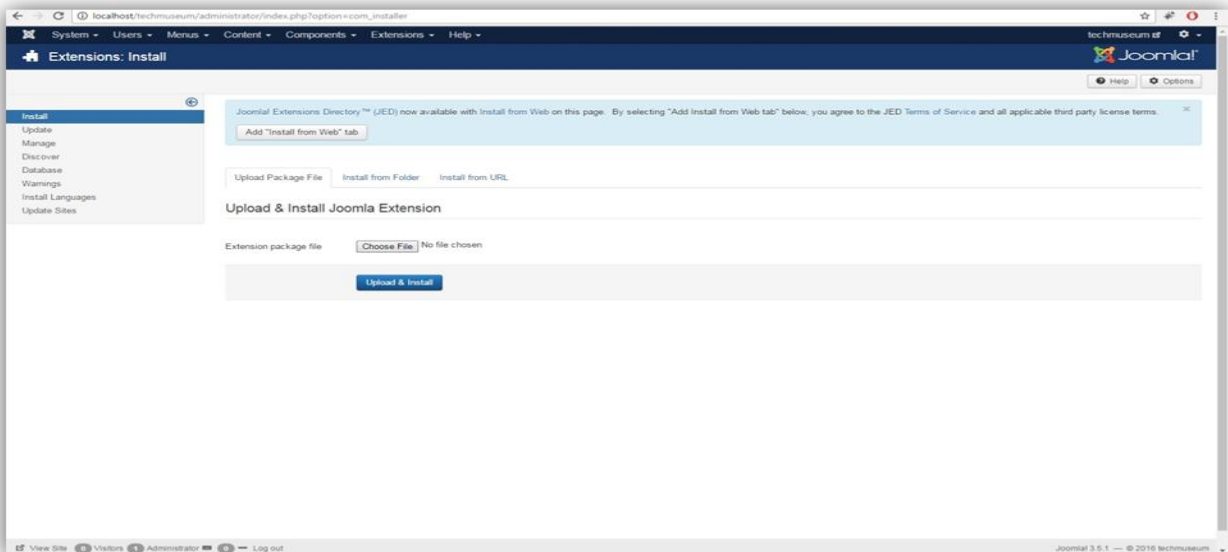 localhost/techmuseum/administrator/index.php?option=com_installer
System Users Menus Content Components Extensions Help techmuseum
Extensions: Install Joomla!
Help Options
Install
Update
Manage
Discover
Database
Warnings
Install Languages
Update Sites
Joomla! Extensions Directory™ (JED) now available with Install from Web on this page. By selecting "Add Install from Web tab" below, you agree to the JED Terms of Service and all applicable third party license terms.
Add "Install from Web" tab
Upload Package File Install from Folder Install from URL
Upload & Install Joomla Extension
Extension package file Choose File No file chosen
Upload & Install
View Site 0 Visitors 1 Administrator 0 Log out Joomla! 3.5.1 — © 2016 techmuseum